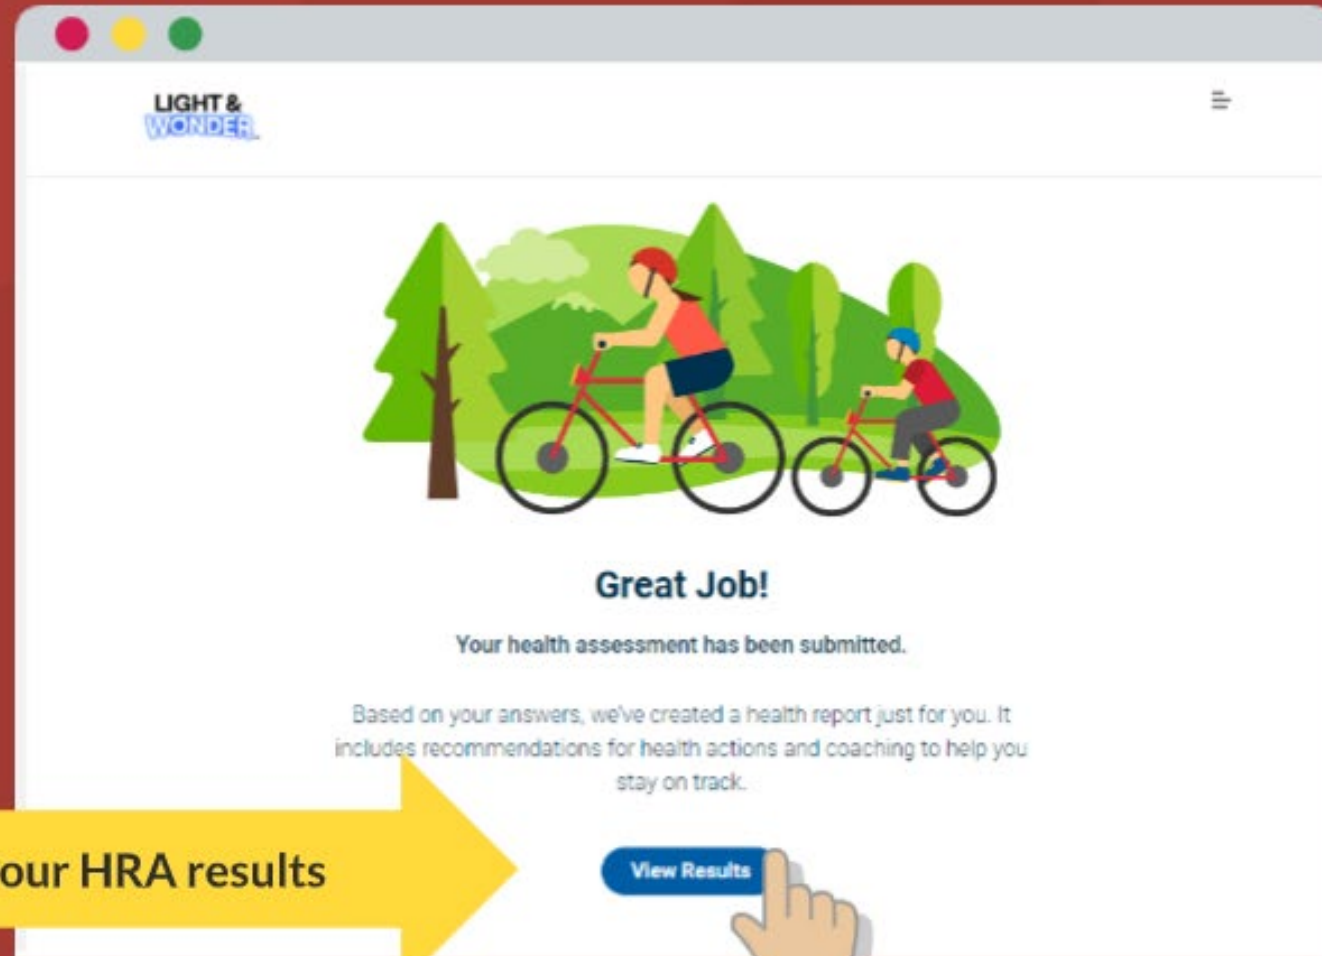 LIGHT &
WONDER
Great Job!
Your health assessment has been submitted.
Based on your answers, we've created a health report just for you. It
includes recommendations for health actions and coaching to help you
stay on track.
our HRA results
View Results